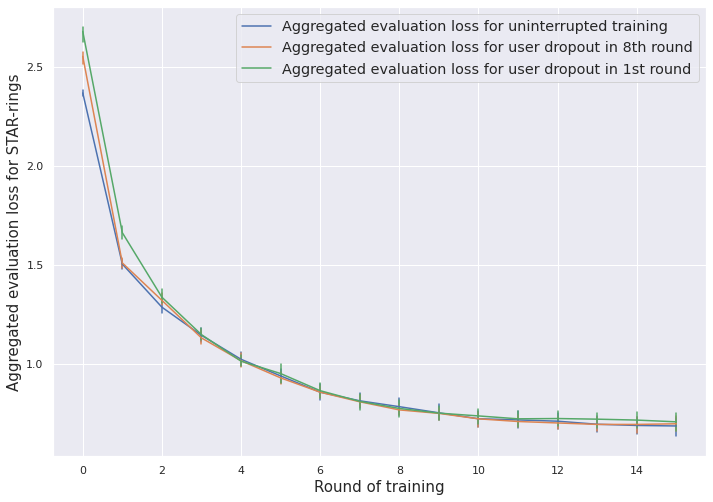 Aggregated evaluation loss for uninterrupted training
Aggregated evaluation loss for user dropout in 8th round
Aggregated evaluation loss for user dropout in 1st round
Aggregated evaluation loss for STAR-rings
2.5
2.0
1.5
1.0
0 2 4 6 8 10 12 14
Round of training